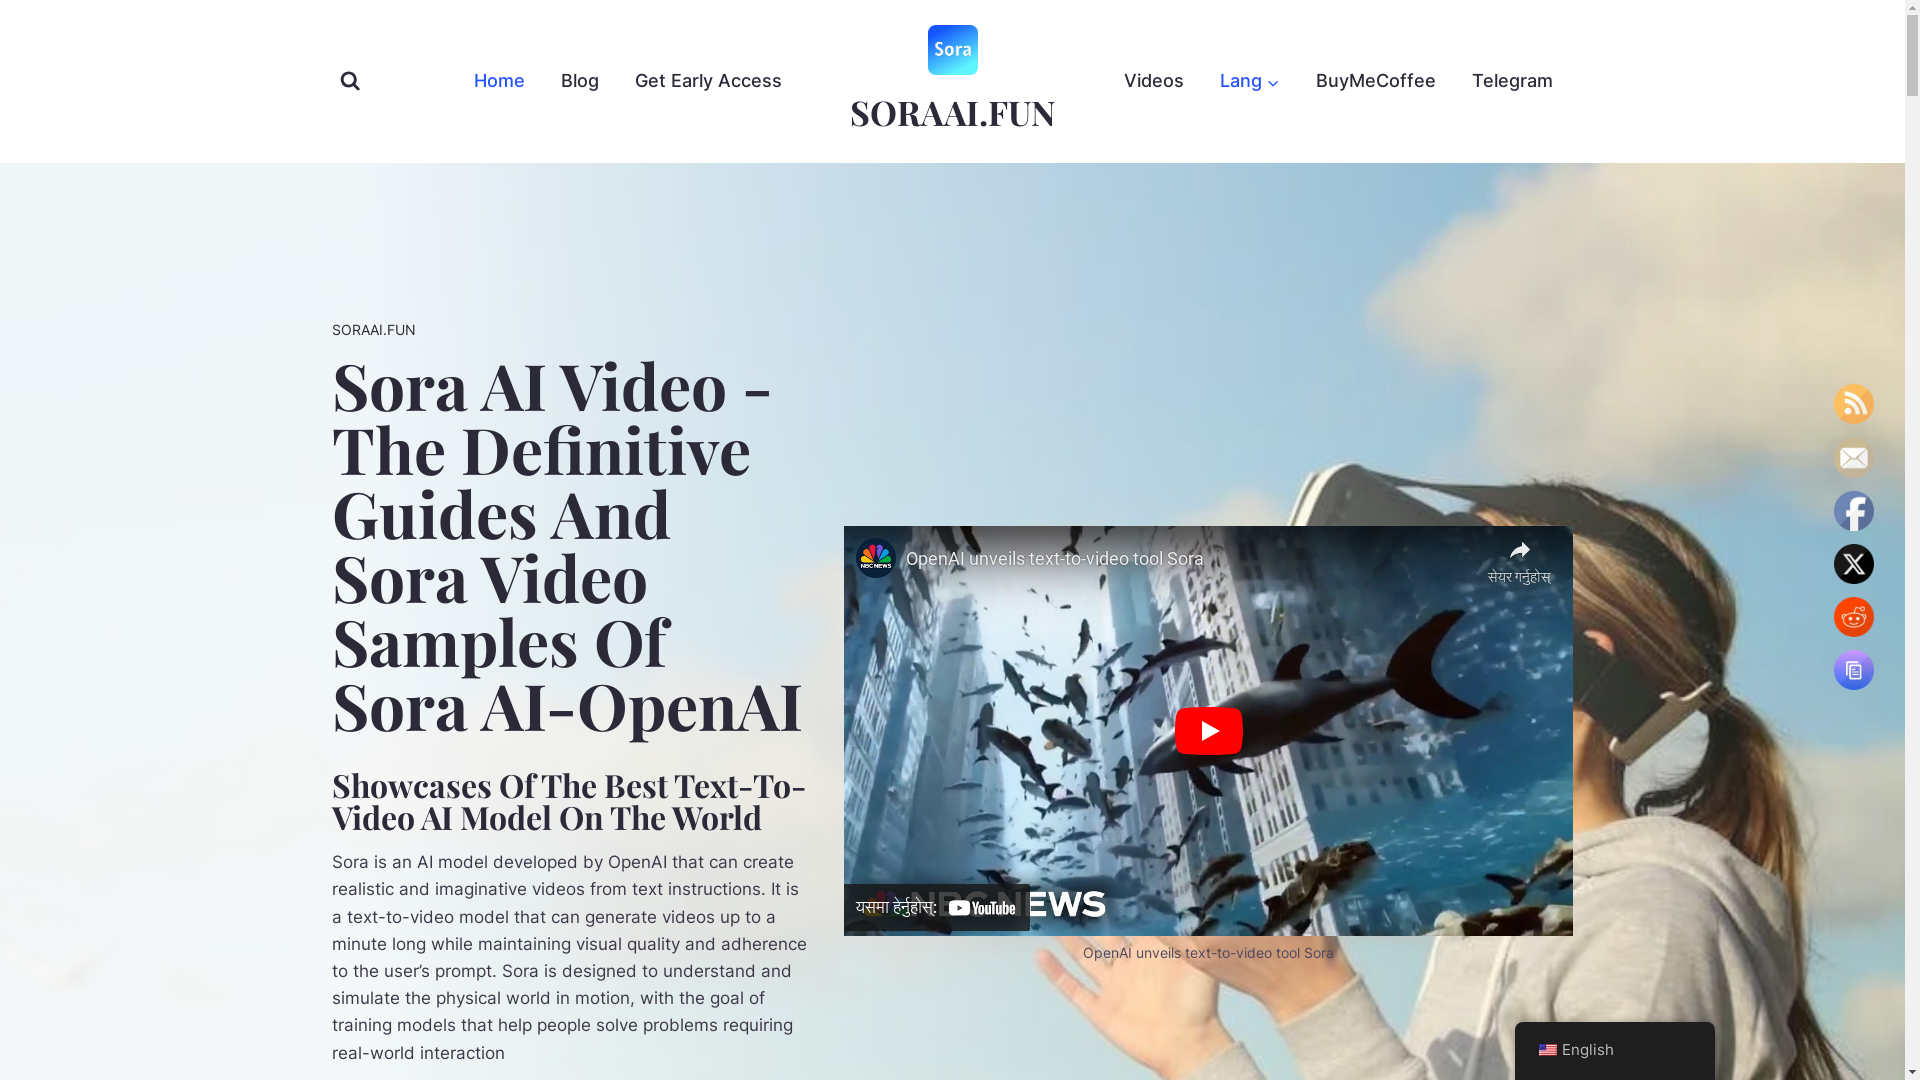 Home
Blog
Get Early Access
Sora
SORAAI.FUN
Videos
Lang
BuyMeCoffee
Telegram
SORAAI.FUN
Sora AI Video -
The Definitive
Guides And
Sora Video
Samples Of
Sora AI-OpenAI
Showcases Of The Best Text-To-
Video AI Model On The World
Sora is an AI model developed by OpenAI that can create
realistic and imaginative videos from text instructions. It is
a text-to-video model that can generate videos up to a
minute long while maintaining visual quality and adherence
to the user’s prompt. Sora is designed to understand and
simulate the physical world in motion, with the goal of
training models that help people solve problems requiring
real-world interaction
NBC NEWS
OpenAI unveils text-to-video tool Sora
सेयर गर्नुहोस्
NBC NEWS
यसमा हेर्नुहोस्: YouTube
OpenAI unveils text-to-video tool Sora
English